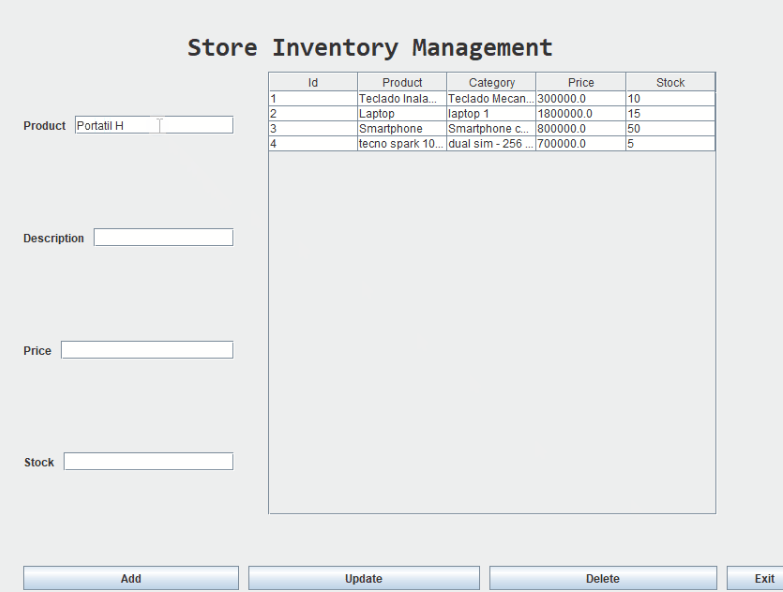 Store Inventory Management
Id Product Category Price Stock
1 Teclado Inala... Teclado Mecan... 300000.0 10
2 Laptop laptop 1 1800000.0 15
3 Smartphone Smartphone c... 800000.0 50
4 tecno spark 10... dual sim - 256 ... 700000.0 5
Product Portatil H
Description
Price
Stock
Add Update Delete Exit